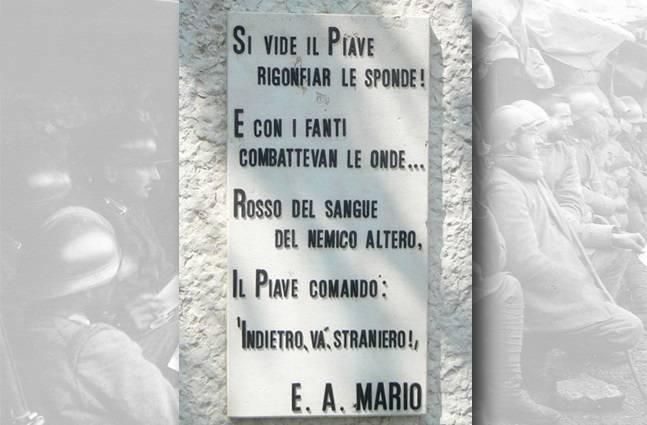 SI VIDE IL PIAVE
RIGONFIAR LE SPONDE!
E CON I FANTI
COMBATTEVAN LE ONDE...
ROSSO DEL SANGUE
DEL NEMICO ALTERO,
IL PIAVE COMANDO':
'INDIETRO, VA' STRANIERO!,
E. A. MARIO